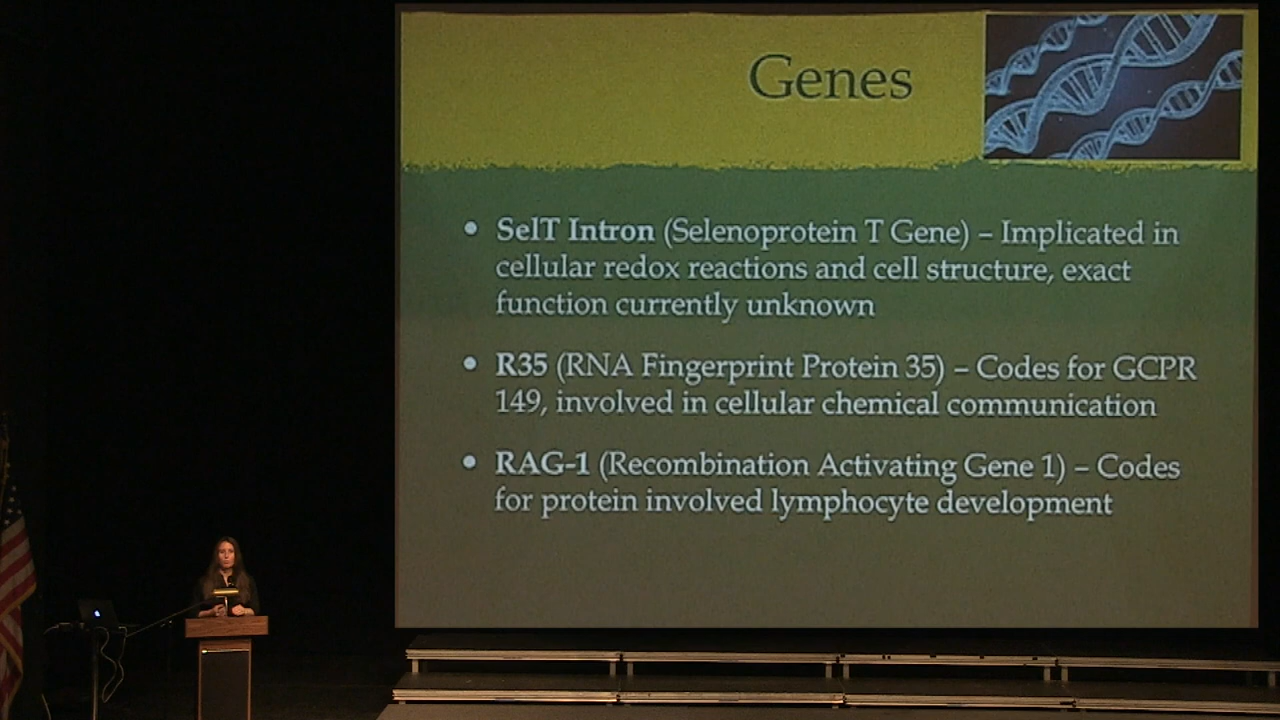 Genes
• SelT Intron (Selenoprotein T Gene) – Implicated in
cellular redox reactions and cell structure, exact
function currently unknown
• R35 (RNA Fingerprint Protein 35) – Codes for GCPR
149, involved in cellular chemical communication
• RAG-1 (Recombination Activating Gene 1) – Codes
for protein involved lymphocyte development